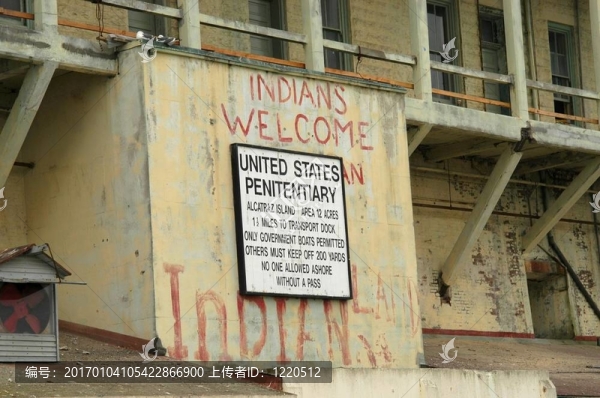 INDIANS
WELCOME
AN
UNITED STATES
PENITENTIARY
ALCATRAZ ISLAND AREA 12 ACRES
1½ MILES TO TRANSPORT DOCK
ONLY GOVERNMENT BOATS PERMITTED
OTHERS MUST KEEP OFF 200 YARDS
NO ONE ALLOWED ASHORE
WITHOUT A PASS
INDIAN LAND
编号:20170104105422866900 上传者:1220512